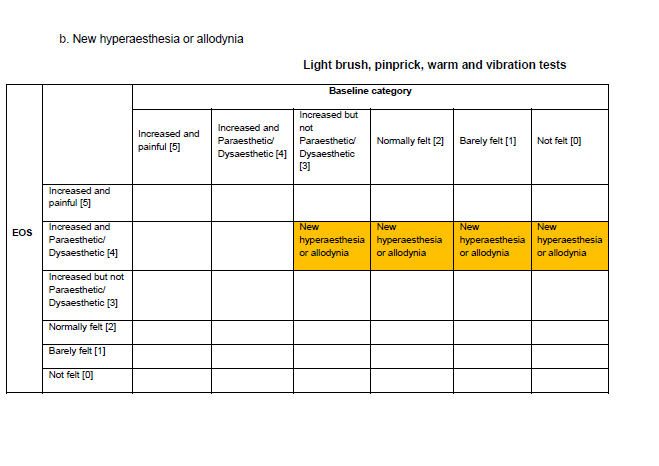 b. New hyperaesthesia or allodynia
Light brush, pinprick, warm and vibration tests
Baseline category
Increased and
painful [5]
Increased and
Paraesthetic/
Dysaesthetic [4]
Increased but
not
Paraesthetic/
Dysaesthetic
[3]
Normally felt [2]
Barely felt [1]
Not felt [0]
EOS
Increased and
painful [5]
Increased and
Paraesthetic/
Dysaesthetic [4]
New
hyperaesthesia
or allodynia
New
hyperaesthesia
or allodynia
New
hyperaesthesia
or allodynia
New
hyperaesthesia
or allodynia
Increased but not
Paraesthetic/
Dysaesthetic [3]
Normally felt [2]
Barely felt [1]
Not felt [0]